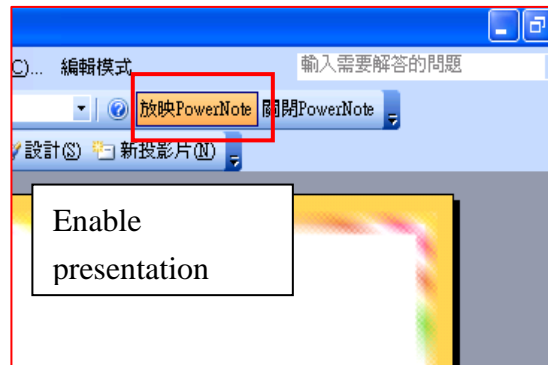 C)... 編輯模式 輸入需要解答的問題
放映PowerNote 關閉PowerNote
設計(S) 新投影片(N)
Enable
presentation